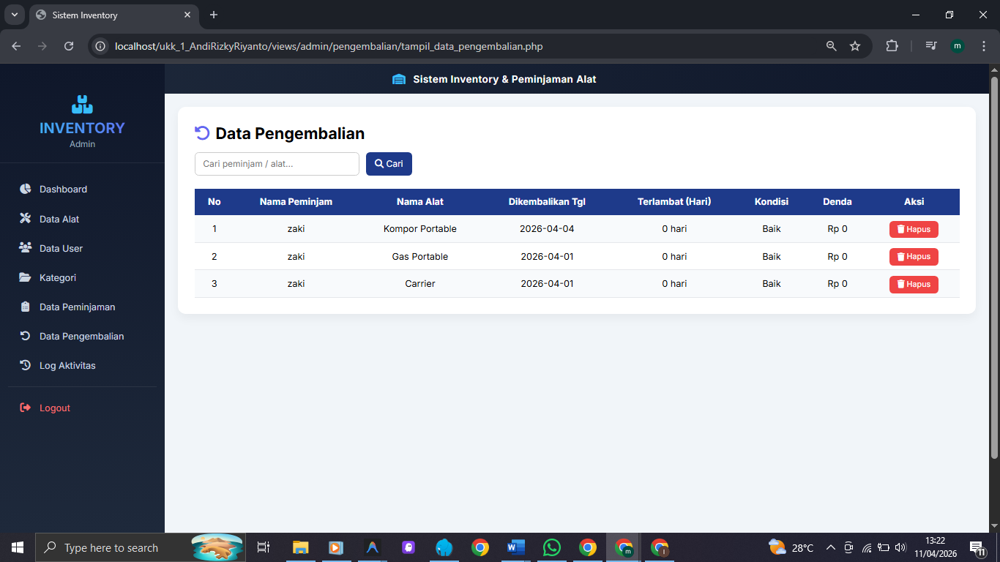 Sistem Inventory
localhost/ukk_1_AndiRizkyRiyanto/views/admin/pengembalian/tampil_data_pengembalian.php
m
INVENTORY
Admin
Dashboard
Data Alat
Data User
Kategori
Data Peminjaman
Data Pengembalian
Log Aktivitas
Logout
Sistem Inventory & Peminjaman Alat
Data Pengembalian
Cari peminjam / alat...
Cari
No Nama Peminjam Nama Alat Dikembalikan Tgl Terlambat (Hari) Kondisi Denda Aksi
1 zaki Kompor Portable 2026-04-04 0 hari Baik Rp 0 Hapus
2 zaki Gas Portable 2026-04-01 0 hari Baik Rp 0 Hapus
3 zaki Carrier 2026-04-01 0 hari Baik Rp 0 Hapus
Type here to search
W
m
28°C
13:22
11/04/2026
11